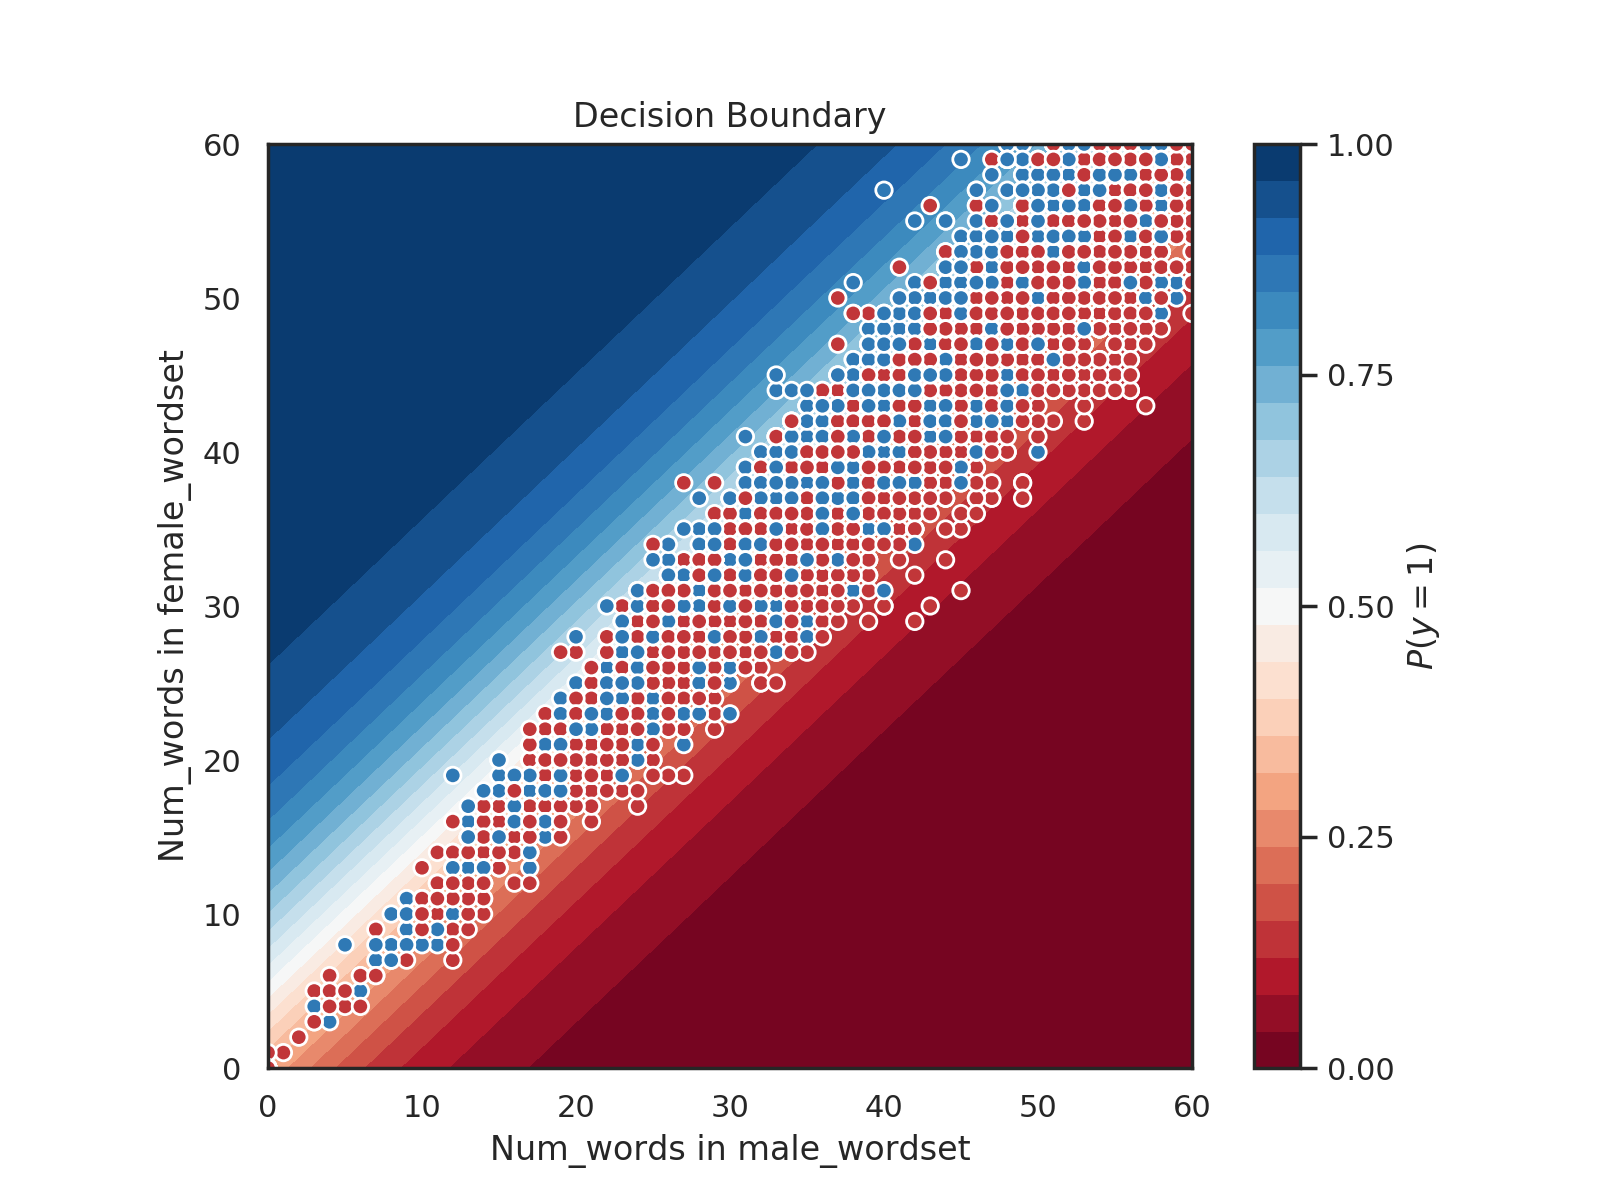 Decision Boundary
60
50
40
30
20
10
0
Num_words in female_wordset
0 10 20 30 40 50 60
Num_words in male_wordset
1.00
0.75
0.50
0.25
0.00
P(y = 1)